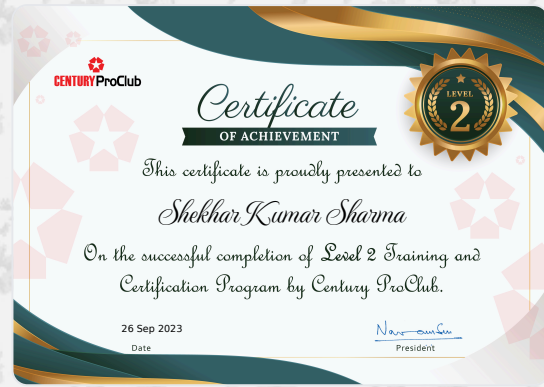 CENTURY ProClub
Certificate
OF ACHIEVEMENT
LEVEL
2
This certificate is proudly presented to
Shekhar Kumar Sharma
On the successful completion of Level 2 Training and
Certification Program by Century ProClub.
26 Sep 2023
Date
President